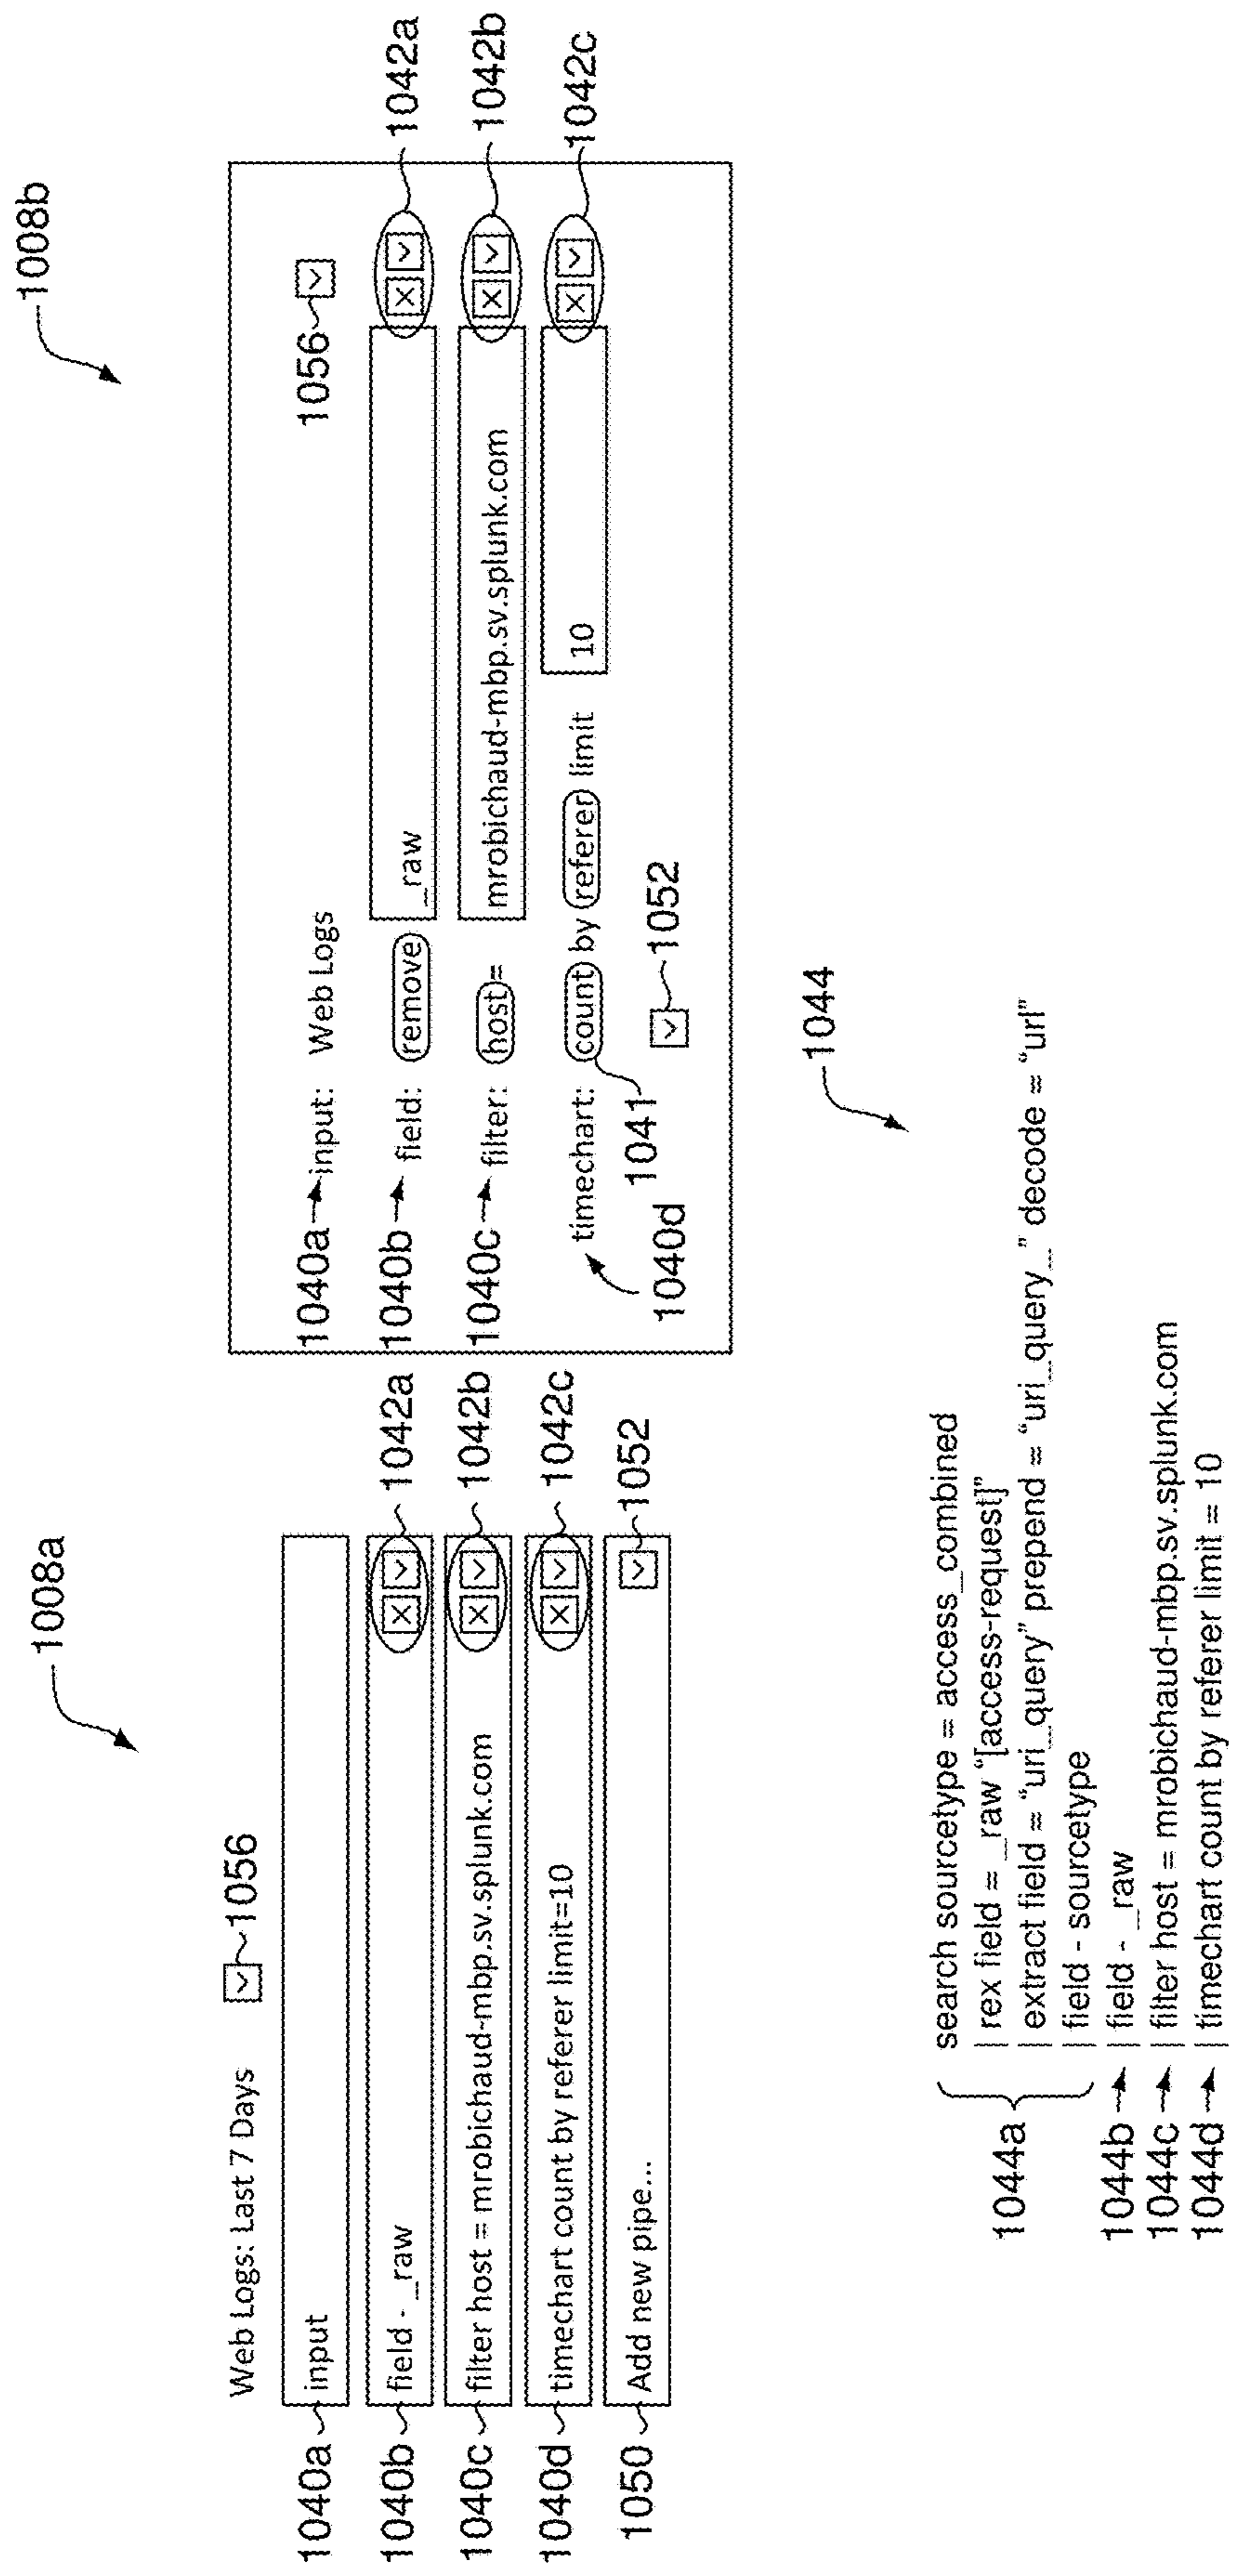 1008a
Web Logs: Last 7 Days 1056
1040a input
1040b field - _raw 1042a
1040c filter host = mrobichaud-mbp.sv.splunk.com 1042b
1040d timechart count by referer limit=10 1042c
1050 Add new pipe... 1052
1008b
1056
1040a input: Web Logs
1040b field: remove _raw 1042a
1040c filter: host = mrobichaud-mbp.sv.splunk.com 1042b
timechart: count by referer limit 10 1042c
1040d 1041 1052
1044
1044a
search sourcetype = access_combined
| rex field = _raw "[access-request]"
| extract field = "uri_query" prepend = "uri_query_" decode = "url"
| field - sourcetype
1044b | field - _raw
1044c | filter host = mrobichaud-mbp.sv.splunk.com
1044d | timechart count by referer limit = 10